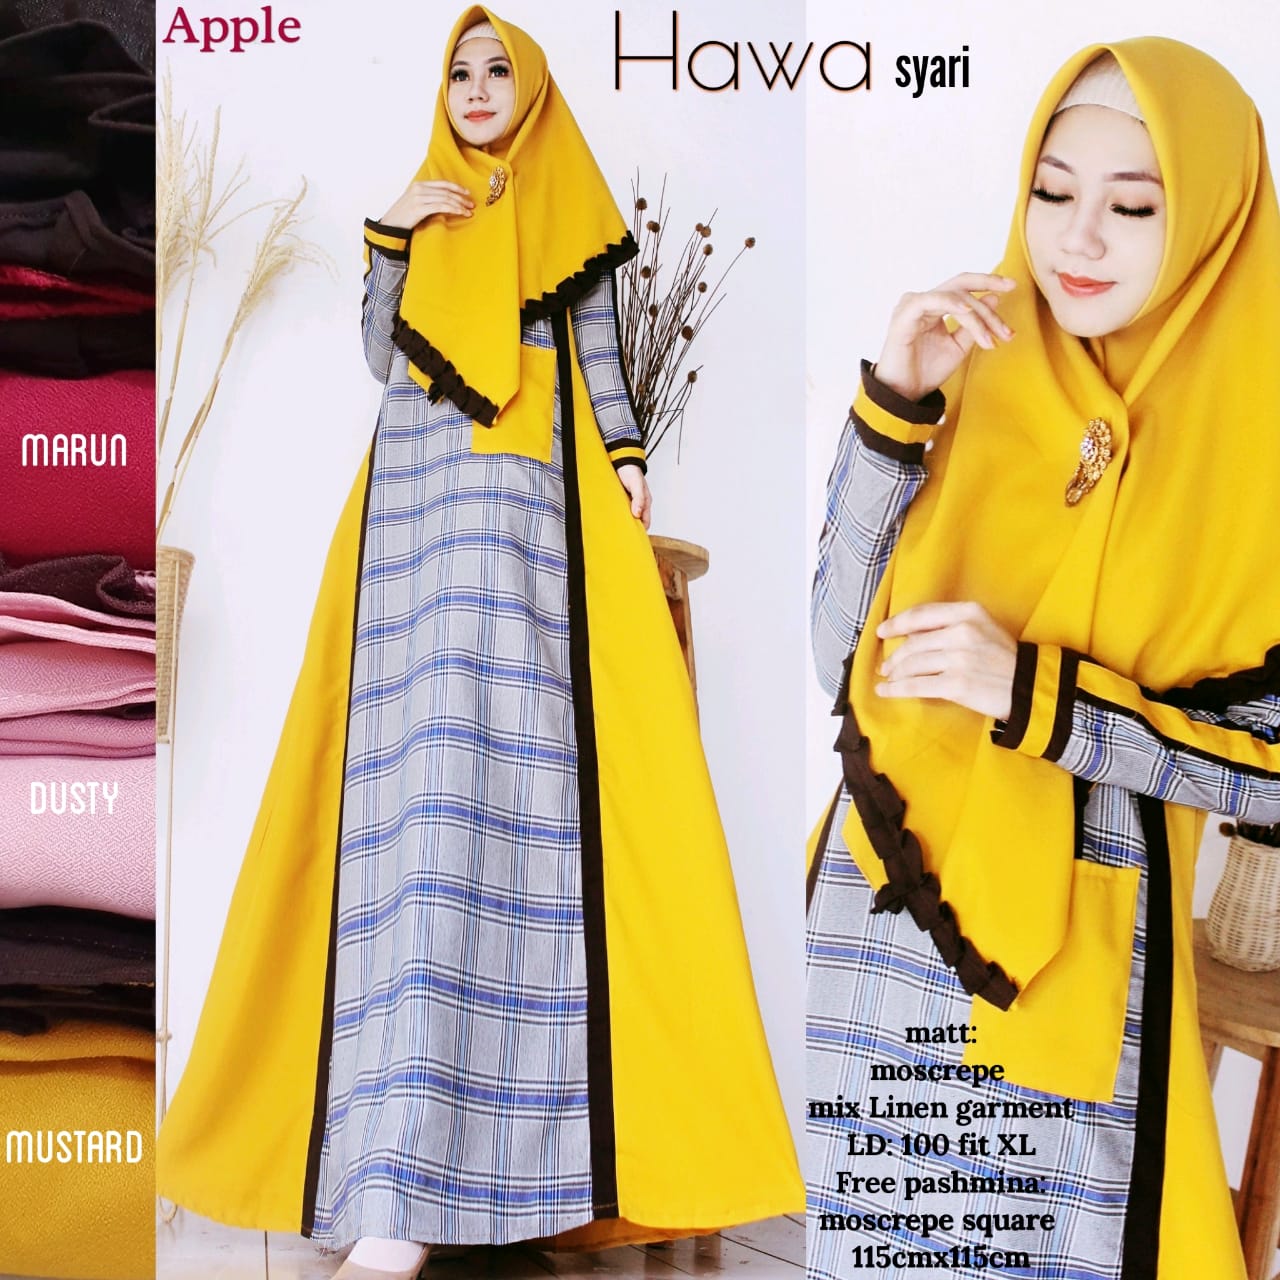 Apple
Hawa syari
MARUN
DUSTY
MUSTARD
matt:
moscrepe
mix Linen garment
LD: 100 fit XL
Free pashmina:
moscrepe square
115cmx115cm